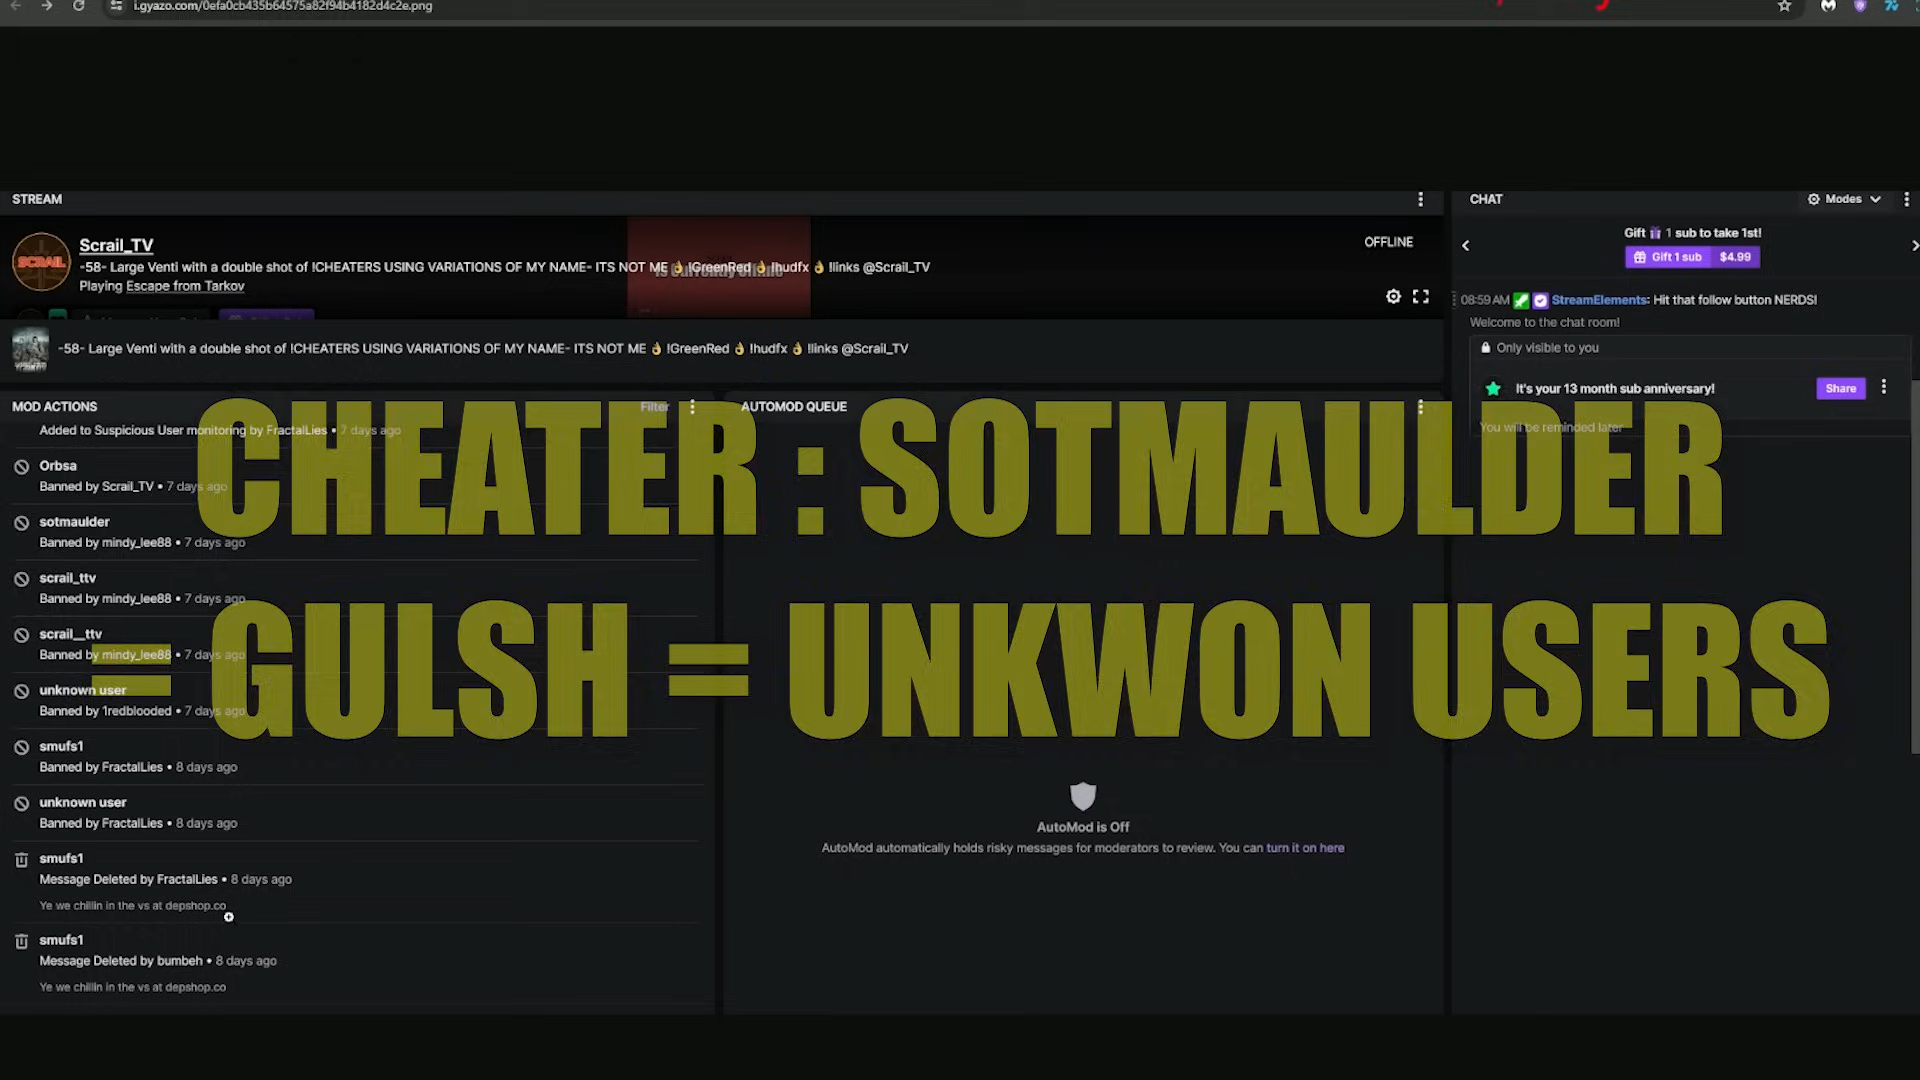 i.gyazo.com/0efa0cb435b64575a82f94b4182d4c2e.png
STREAM
Scrail_TV
-58- Large Venti with a double shot of !CHEATERS USING VARIATIONS OF MY NAME- ITS NOT ME 👌 !GreenRed 👌 !hudfx 👌 !links @Scrail_TV
Playing Escape from Tarkov
OFFLINE
-58- Large Venti with a double shot of !CHEATERS USING VARIATIONS OF MY NAME- ITS NOT ME 👌 !GreenRed 👌 !hudfx 👌 !links @Scrail_TV
MOD ACTIONS
Filter
Added to Suspicious User monitoring by FractalLies • 7 days ago
Orbsa
Banned by Scrail_TV • 7 days ago
sotmaulder
Banned by mindy_lee88 • 7 days ago
scrail_ttv
Banned by mindy_lee88 • 7 days ago
scrail__ttv
Banned by mindy_lee88 • 7 days ago
unknown user
Banned by 1redblooded • 7 days ago
smufs1
Banned by FractalLies • 8 days ago
unknown user
Banned by FractalLies • 8 days ago
smufs1
Message Deleted by FractalLies • 8 days ago
Ye we chillin in the vs at depshop.co
smufs1
Message Deleted by bumbeh • 8 days ago
Ye we chillin in the vs at depshop.co
AUTOMOD QUEUE
AutoMod is Off
AutoMod automatically holds risky messages for moderators to review. You can turn it on here
CHAT
Modes
Gift 1 sub to take 1st!
Gift 1 sub $4.99
08:59AM StreamElements: Hit that follow button NERDS!
Welcome to the chat room!
Only visible to you
It's your 13 month sub anniversary!
Share
You will be reminded later
CHEATER : SOTMAULDER
= GULSH = UNKWON USERS